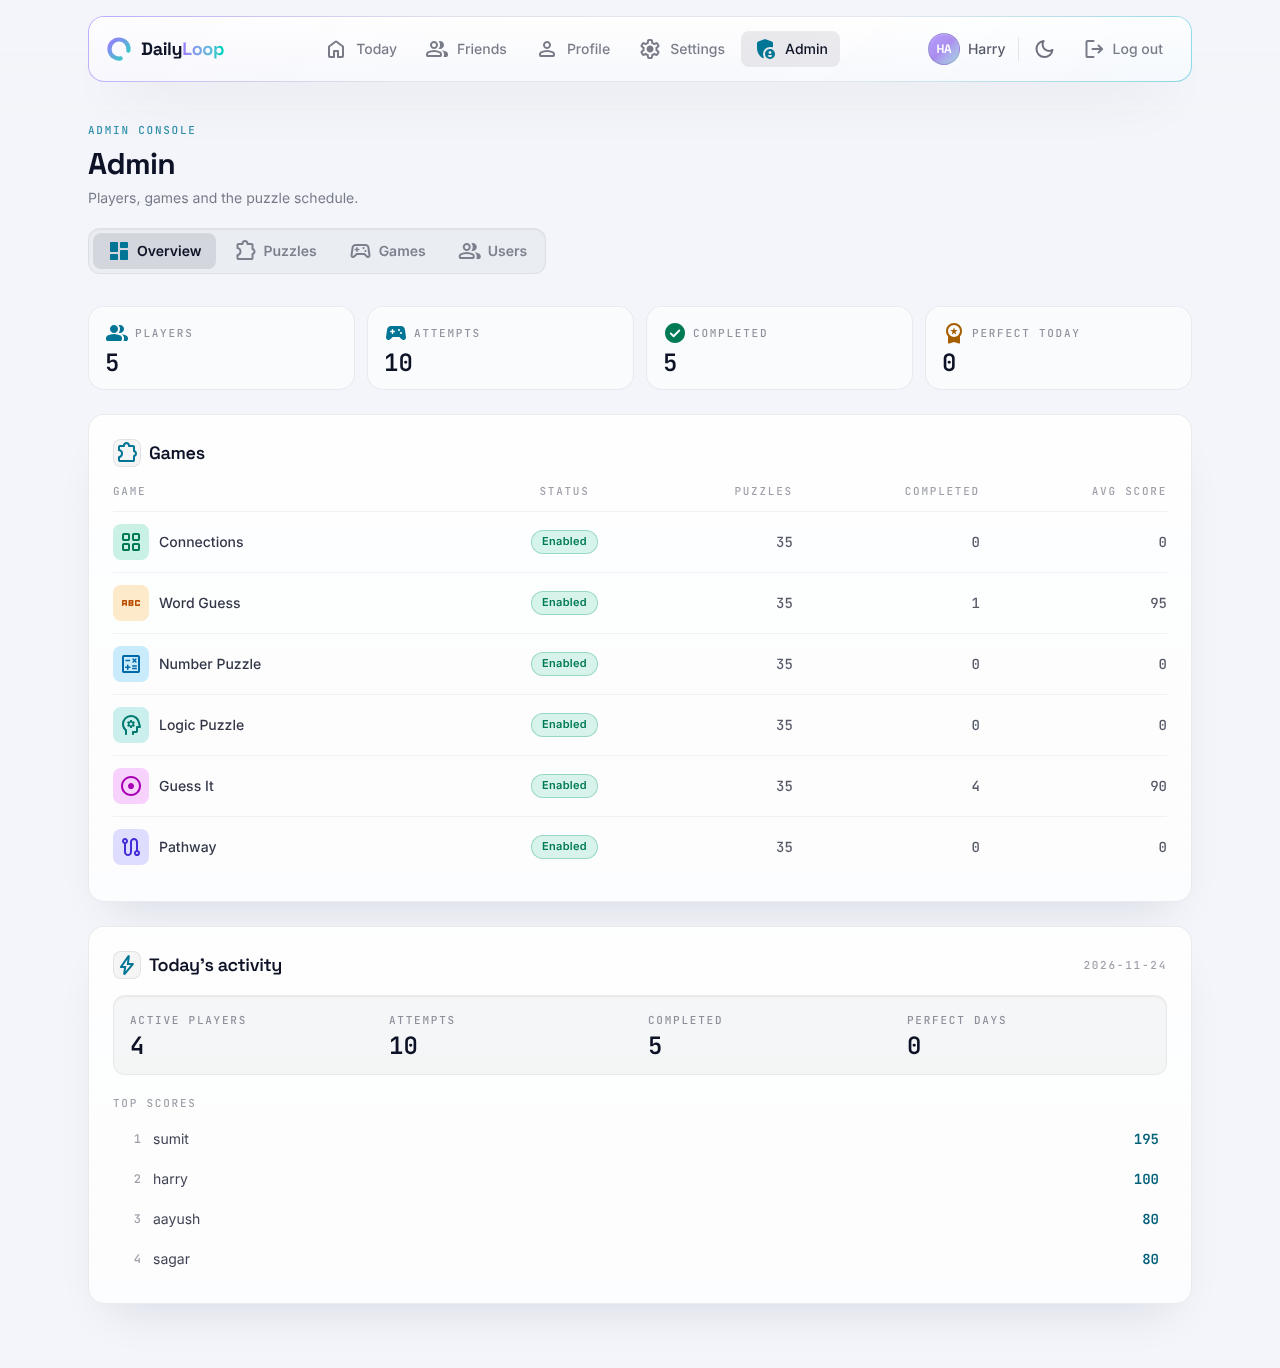 DailyLoop Today Friends Profile Settings Admin HA Harry Log out
ADMIN CONSOLE
Admin
Players, games and the puzzle schedule.
Overview Puzzles Games Users
PLAYERS ATTEMPTS COMPLETED PERFECT TODAY
5 10 5 0
Games
GAME STATUS PUZZLES COMPLETED AVG SCORE
Connections Enabled 35 0 0
ABC Word Guess Enabled 35 1 95
Number Puzzle Enabled 35 0 0
Logic Puzzle Enabled 35 0 0
Guess It Enabled 35 4 90
Pathway Enabled 35 0 0
Today's activity 2026-11-24
ACTIVE PLAYERS ATTEMPTS COMPLETED PERFECT DAYS
4 10 5 0
TOP SCORES
1 sumit 195
2 harry 100
3 aayush 80
4 sagar 80